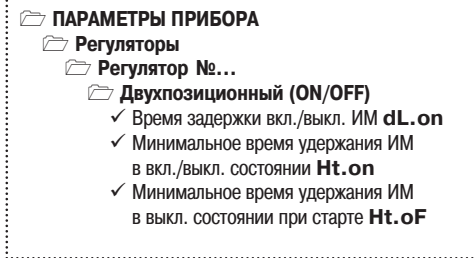 ПАРАМЕТРЫ ПРИБОРА
Регуляторы
Регулятор №...
Двухпозиционный (ON/OFF)
✓ Время задержки вкл./выкл. ИМ dL.on
✓ Минимальное время удержания ИМ
в вкл./выкл. состоянии Ht.on
✓ Минимальное время удержания ИМ
в выкл. состоянии при старте Ht.oF